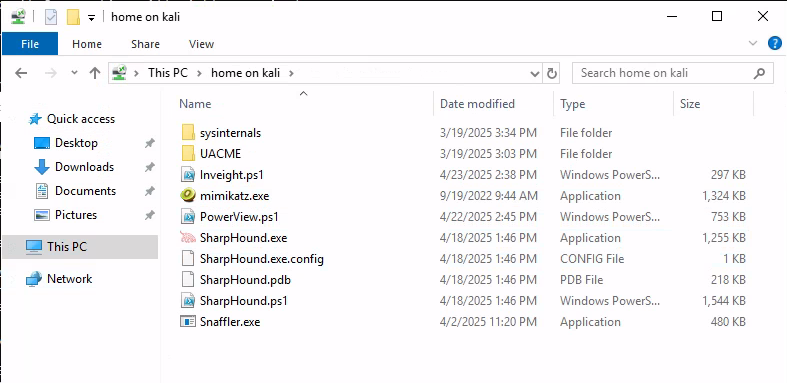 home on kali
File Home Share View
This PC home on kali Search home on kali
Name Date modified Type Size
Quick access
Desktop
Downloads
Documents
Pictures
This PC
Network
sysinternals 3/19/2025 3:34 PM File folder
UACME 3/19/2025 3:03 PM File folder
Inveight.ps1 4/23/2025 2:38 PM Windows PowerS... 297 KB
mimikatz.exe 9/19/2022 9:44 AM Application 1,324 KB
PowerView.ps1 4/22/2025 2:45 PM Windows PowerS... 753 KB
SharpHound.exe 4/18/2025 1:46 PM Application 1,255 KB
SharpHound.exe.config 4/18/2025 1:46 PM CONFIG File 1 KB
SharpHound.pdb 4/18/2025 1:46 PM PDB File 218 KB
SharpHound.ps1 4/18/2025 1:46 PM Windows PowerS... 1,544 KB
Snaffler.exe 4/2/2025 11:20 PM Application 480 KB